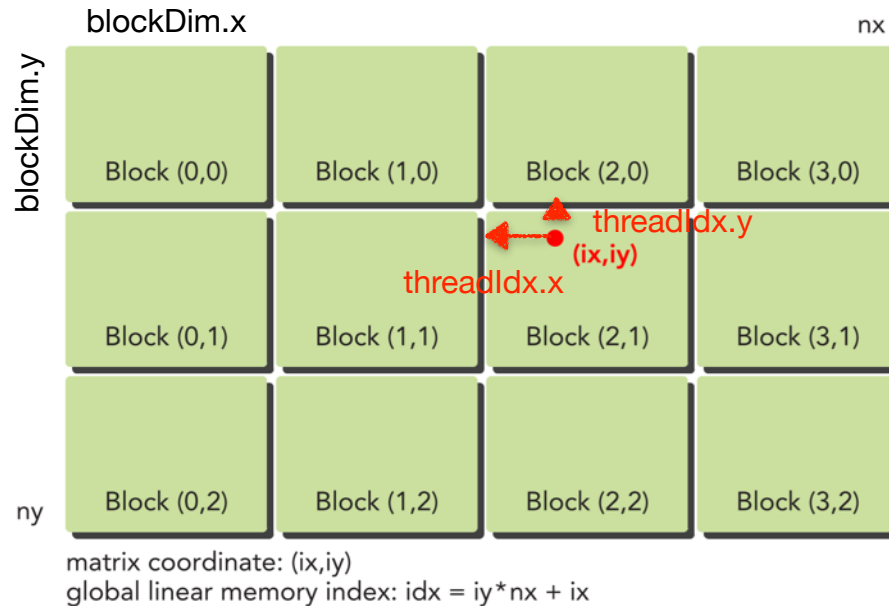 blockDim.x
nx
blockDim.y
Block (0,0)
Block (1,0)
Block (2,0)
Block (3,0)
threadIdx.y
(ix,iy)
threadIdx.x
Block (0,1)
Block (1,1)
Block (2,1)
Block (3,1)
ny
Block (0,2)
Block (1,2)
Block (2,2)
Block (3,2)
matrix coordinate: (ix,iy)
global linear memory index: idx = iy*nx + ix